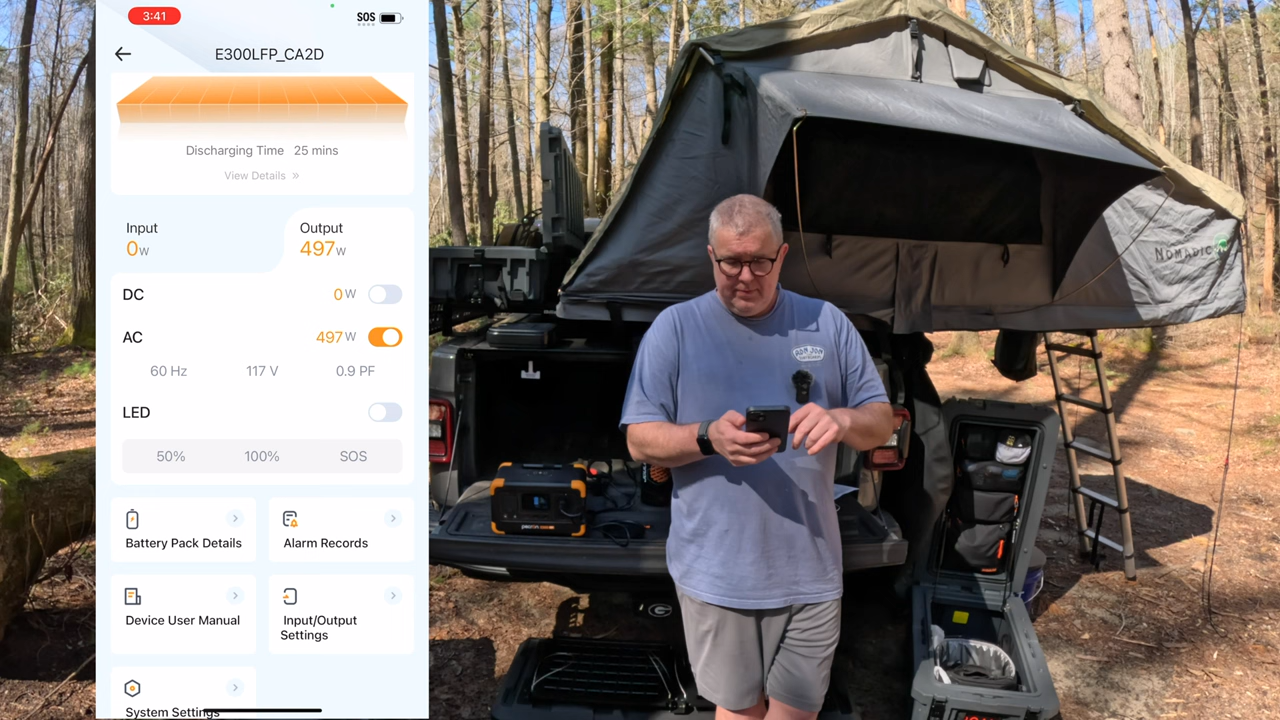 3:41
SOS
E300LFP_CA2D
Discharging Time 25 mins
View Details »
Input
Output
0W
497W
DC
0 W
AC
497 W
60 Hz
117 V
0.9 PF
LED
50%
100%
SOS
Battery Pack Details
Alarm Records
Device User Manual
Input/Output
Settings
System Settings
NOMADIC
G